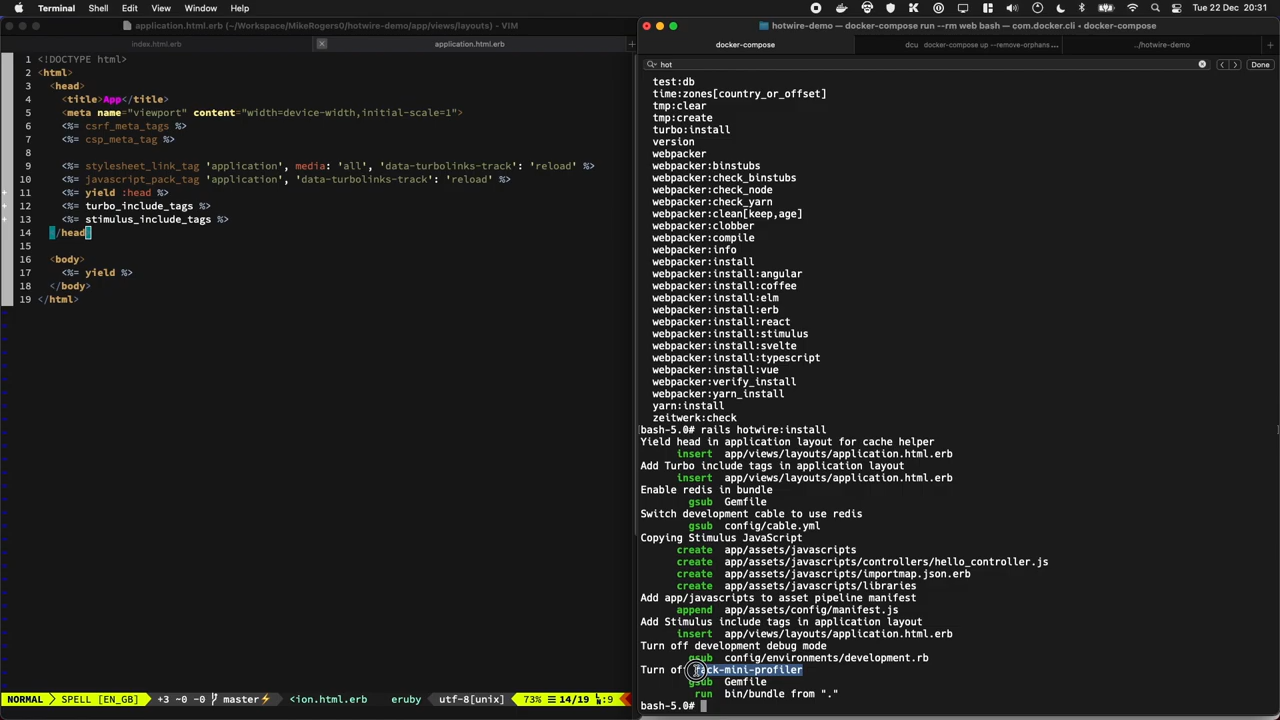 Terminal Shell Edit View Window Help Tue 22 Dec 20:31
application.html.erb (~/Workspace/MikeRogers0/hotwire-demo/app/views/layouts) - VIM
index.html.erb application.html.erb
1 <!DOCTYPE html>
2 <html>
3 <head>
4 <title>App</title>
5 <meta name="viewport" content="width=device-width,initial-scale=1">
6 <%= csrf_meta_tags %>
7 <%= csp_meta_tag %>
8
9 <%= stylesheet_link_tag 'application', media: 'all', 'data-turbolinks-track': 'reload' %>
10 <%= javascript_pack_tag 'application', 'data-turbolinks-track': 'reload' %>
11 <%= yield :head %>
12 <%= turbo_include_tags %>
13 <%= stimulus_include_tags %>
14 </head>
15
16 <body>
17 <%= yield %>
18 </body>
19 </html>
NORMAL SPELL [EN_GB] +3 ~0 -0 master <ion.html.erb eruby utf-8[unix] 73% 14/19 :9
hotwire-demo — docker-compose run --rm web bash — com.docker.cli ‹ docker-compose
docker-compose dcu docker-compose up --remove-orphans ... ../hotwire-demo
hot Done
test:db
time:zones[country_or_offset]
tmp:clear
tmp:create
turbo:install
version
webpacker
webpacker:binstubs
webpacker:check_binstubs
webpacker:check_node
webpacker:check_yarn
webpacker:clean[keep,age]
webpacker:clobber
webpacker:compile
webpacker:info
webpacker:install
webpacker:install:angular
webpacker:install:coffee
webpacker:install:elm
webpacker:install:erb
webpacker:install:react
webpacker:install:stimulus
webpacker:install:svelte
webpacker:install:typescript
webpacker:install:vue
webpacker:verify_install
webpacker:yarn_install
yarn:install
zeitwerk:check
bash-5.0# rails hotwire:install
Yield head in application layout for cache helper
insert app/views/layouts/application.html.erb
Add Turbo include tags in application layout
insert app/views/layouts/application.html.erb
Enable redis in bundle
gsub Gemfile
Switch development cable to use redis
gsub config/cable.yml
Copying Stimulus JavaScript
create app/assets/javascripts
create app/assets/javascripts/controllers/hello_controller.js
create app/assets/javascripts/importmap.json.erb
create app/assets/javascripts/libraries
Add app/javascripts to asset pipeline manifest
append app/assets/config/manifest.js
Add Stimulus include tags in application layout
insert app/views/layouts/application.html.erb
Turn off development debug mode
gsub config/environments/development.rb
Turn off rack-mini-profiler
gsub Gemfile
run bin/bundle from "."
bash-5.0#